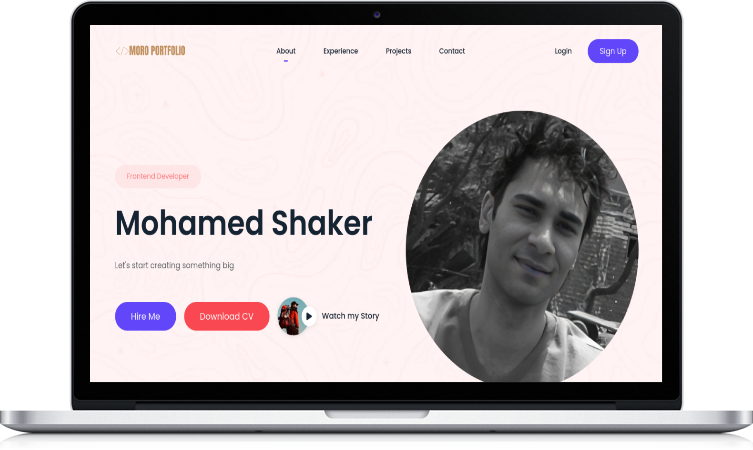 </>MORO PORTFOLIO
About Experience Projects Contact
Login Sign Up
Frontend Developer
Mohamed Shaker
Let's start creating something big
Hire Me Download CV Watch my Story